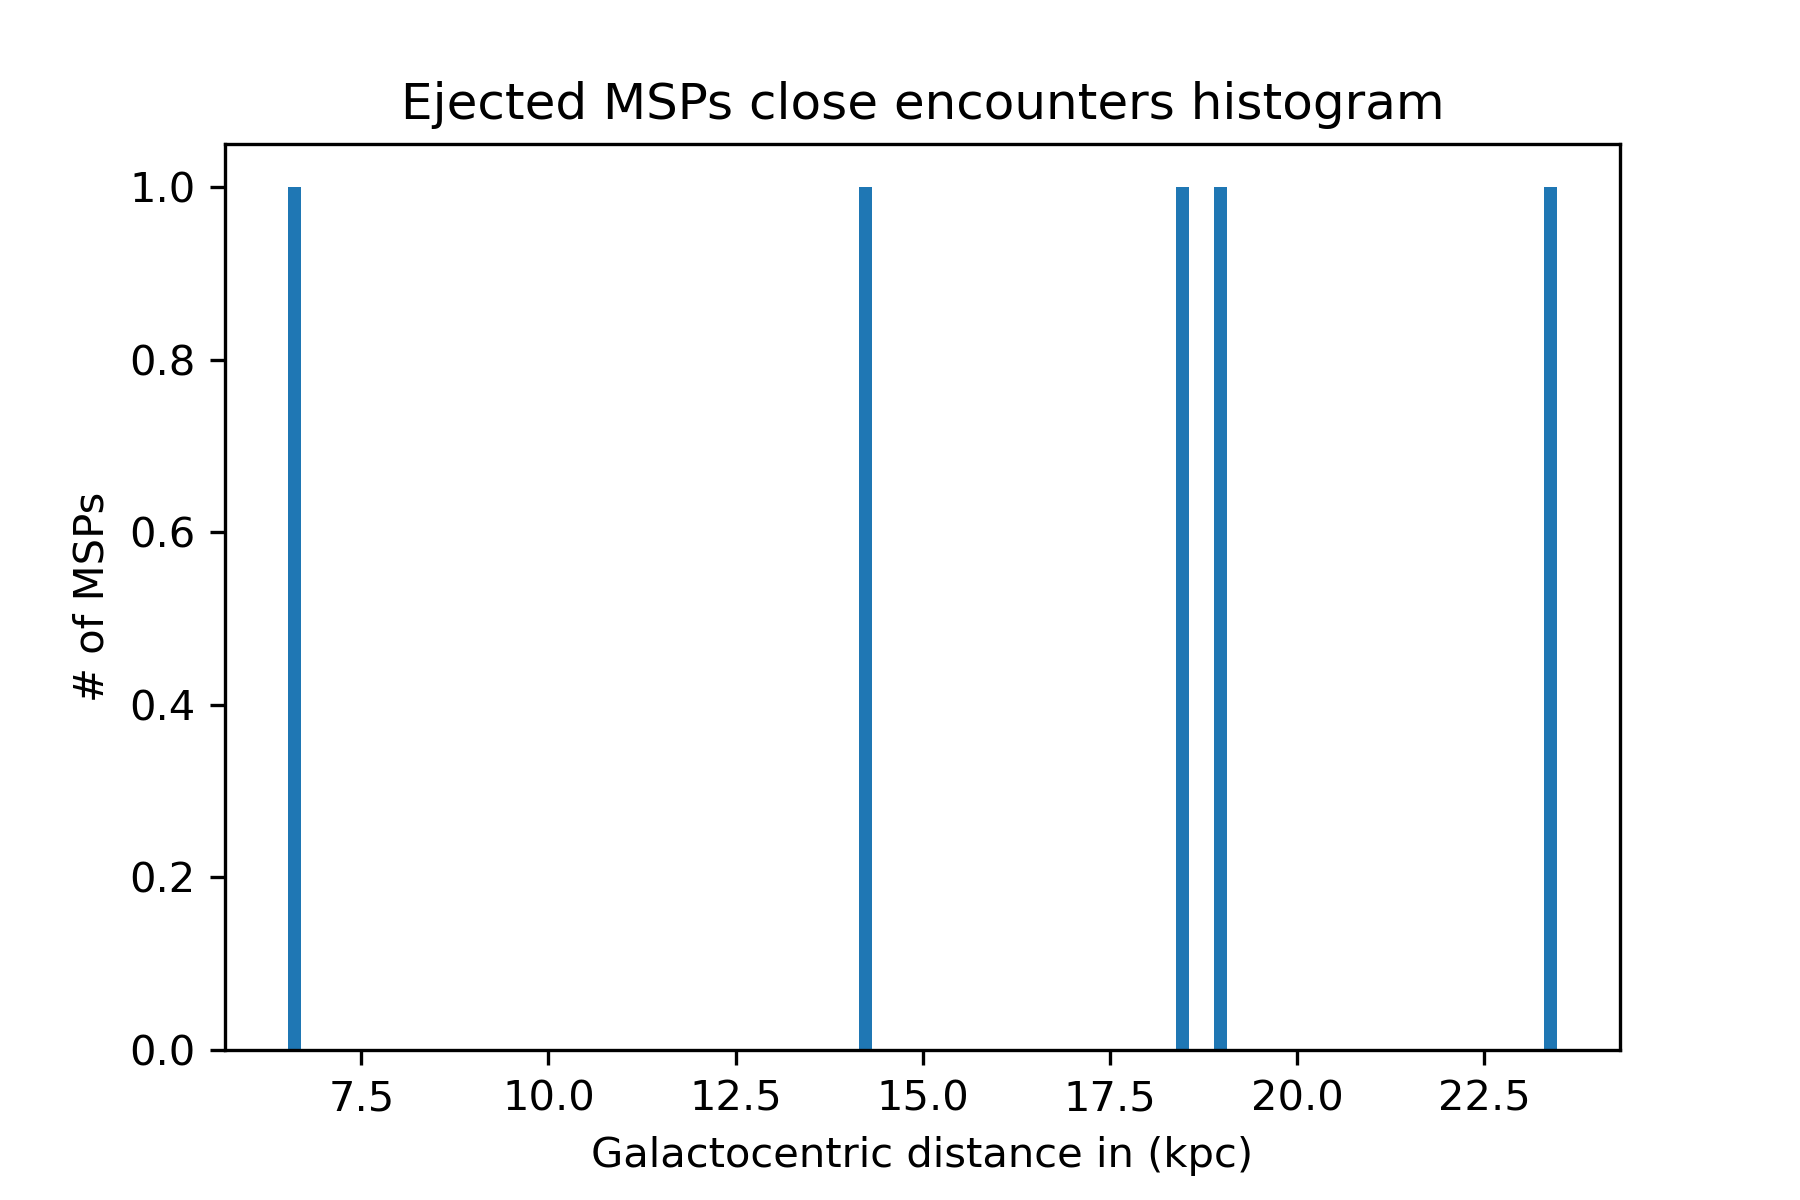 Ejected MSPs close encounters histogram
1.0
0.8
0.6
0.4
0.2
0.0
# of MSPs
7.5 10.0 12.5 15.0 17.5 20.0 22.5
Galactocentric distance in (kpc)